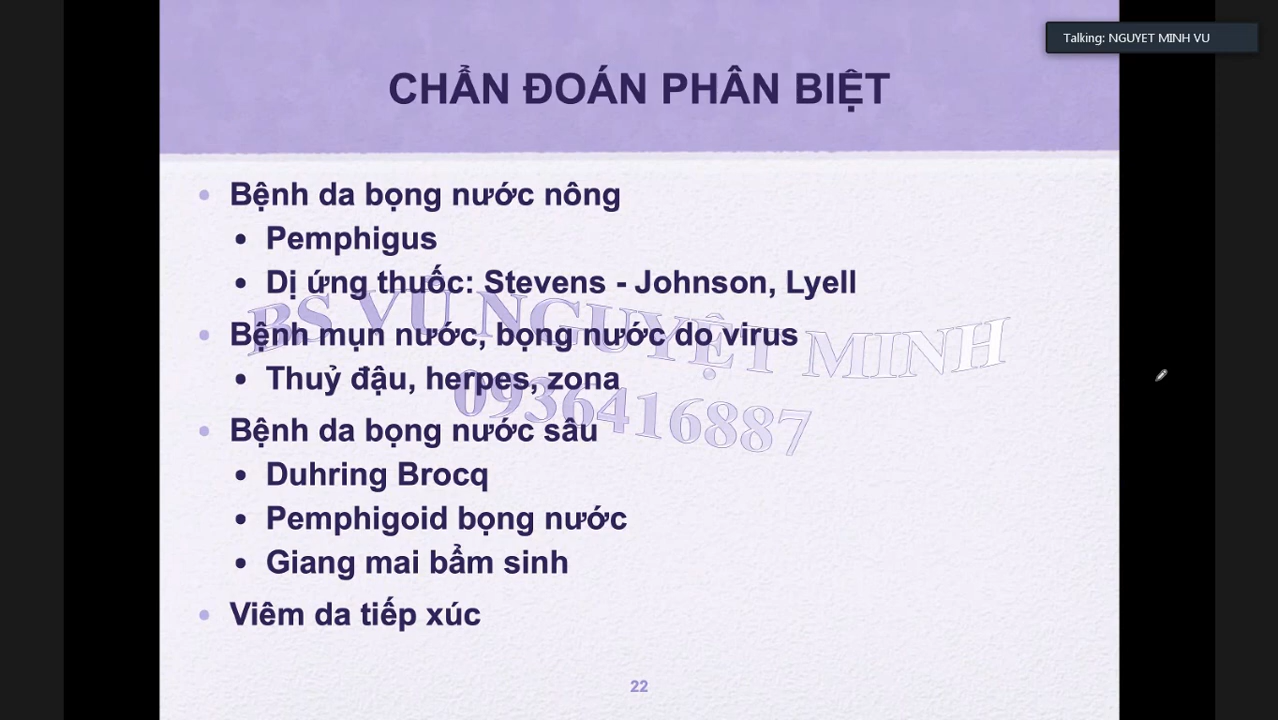 Talking: NGUYET MINH VU
CHẨN ĐOÁN PHÂN BIỆT
Bệnh da bọng nước nông
Pemphigus
Dị ứng thuốc: Stevens - Johnson, Lyell
Bệnh mụn nước, bọng nước do virus
Thuỷ đậu, herpes, zona
BS VŨ NGUYỆT MINH
0936416887
Bệnh da bọng nước sâu
Duhring Brocq
Pemphigoid bọng nước
Giang mai bẩm sinh
Viêm da tiếp xúc
22